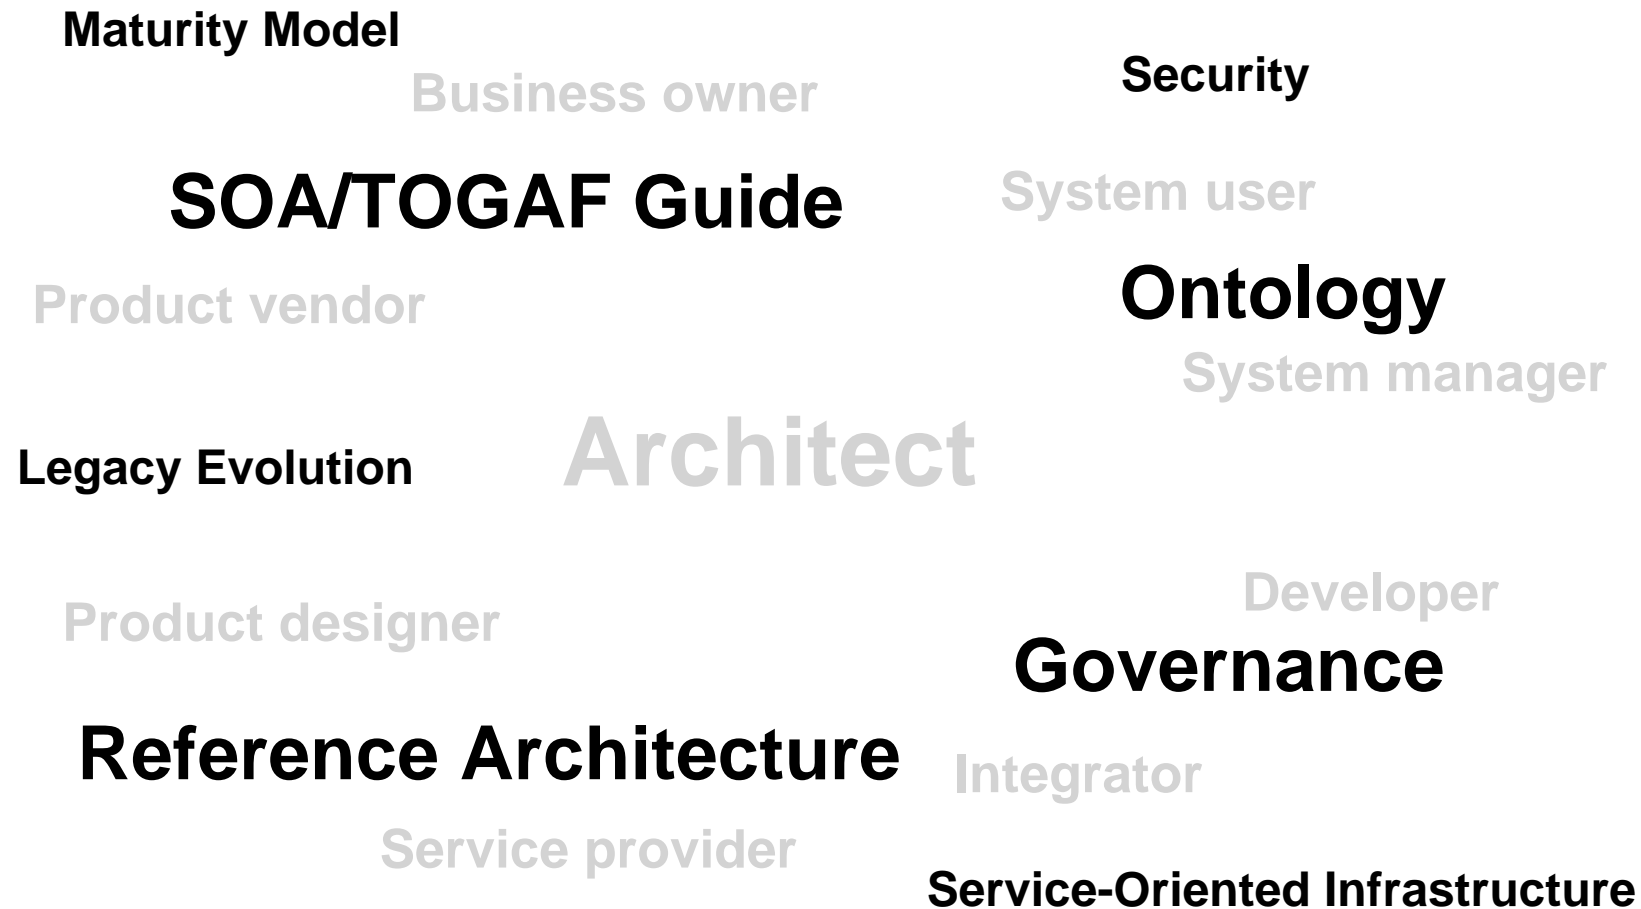 Maturity Model
Security
Business owner
System user
SOA/TOGAF Guide
Ontology
Product vendor
System manager
Architect
Legacy Evolution
Developer
Product designer
Governance
Reference Architecture
Integrator
Service provider
Service-Oriented Infrastructure